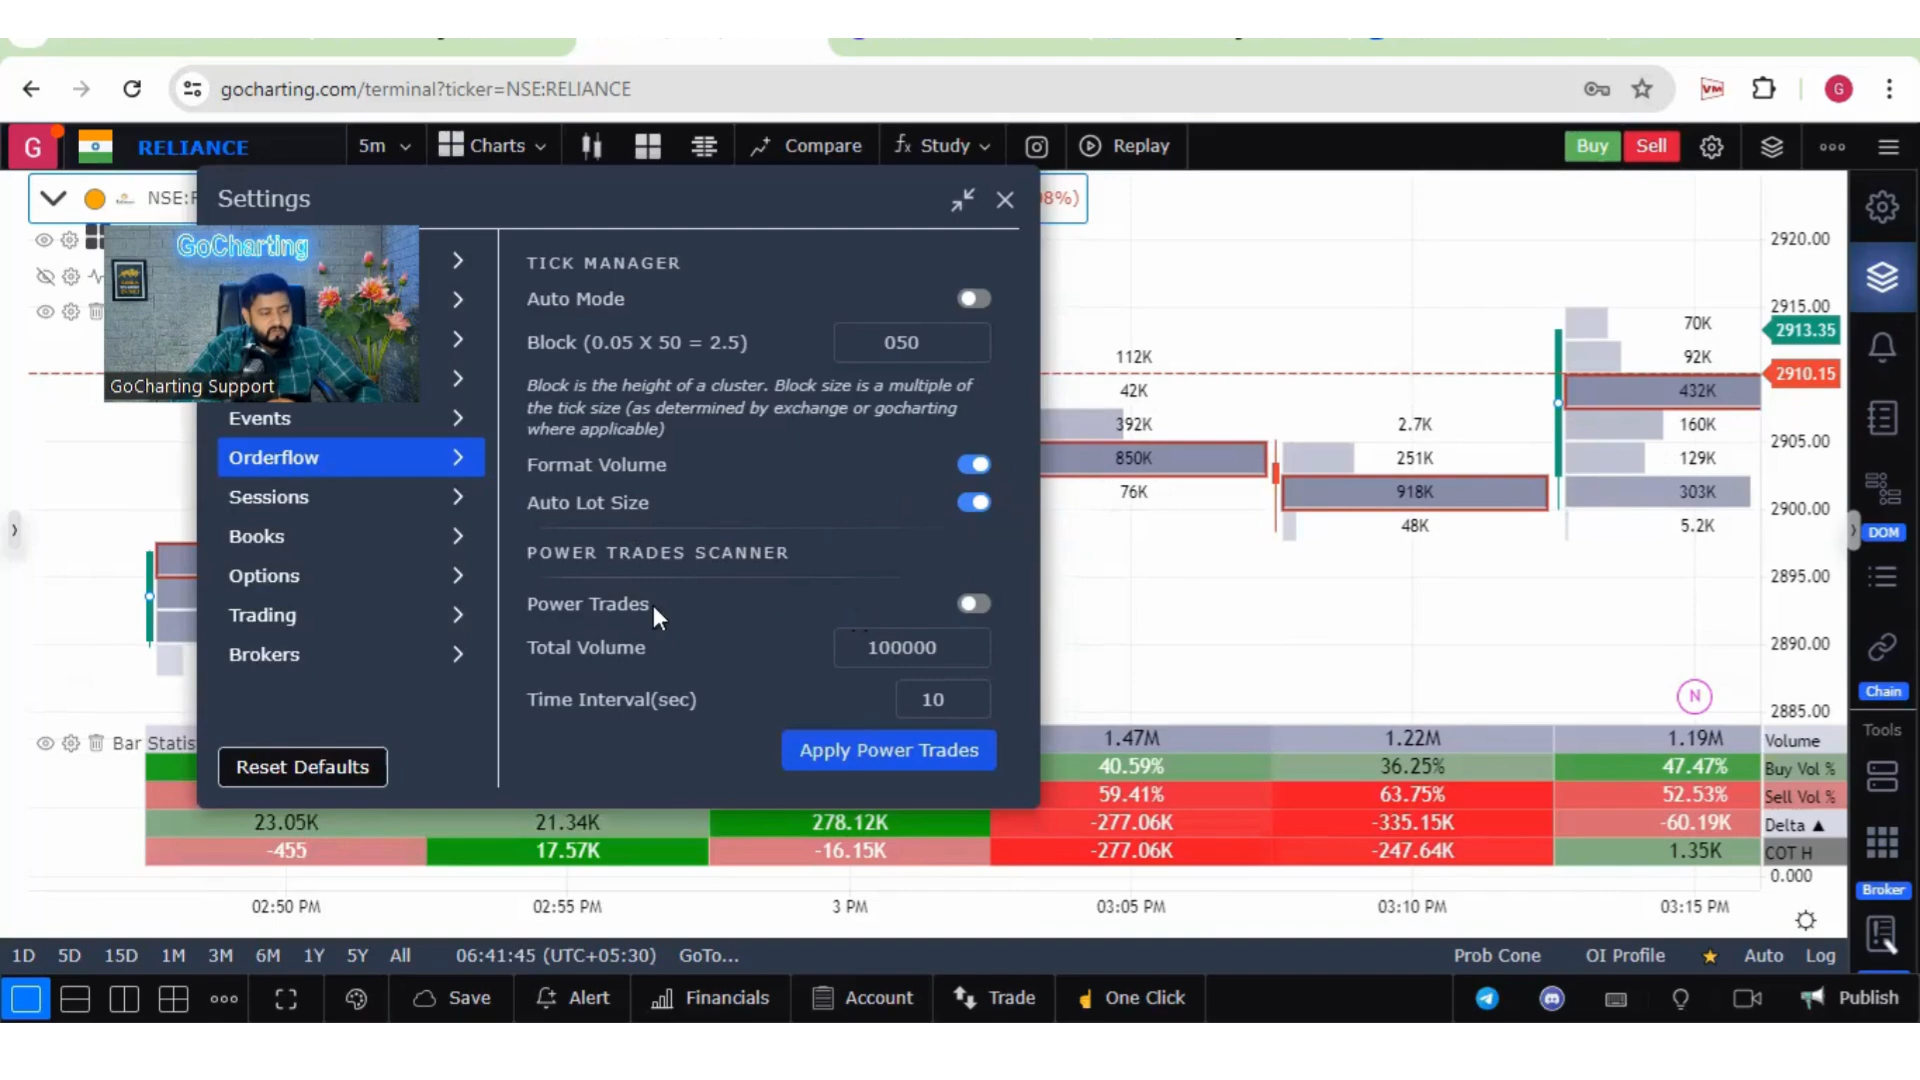 gocharting.com/terminal?ticker=NSE:RELIANCE
VM
G
G
RELIANCE
5m
Charts
Compare
fx Study
Replay
Buy
Sell
NSE:R
8%)
Settings
GoCharting
GoCharting Support
Events
Orderflow
Sessions
Books
Options
Trading
Brokers
Reset Defaults
TICK MANAGER
Auto Mode
Block (0.05 X 50 = 2.5)
050
Block is the height of a cluster. Block size is a multiple of
the tick size (as determined by exchange or gocharting
where applicable)
Format Volume
Auto Lot Size
POWER TRADES SCANNER
Power Trades
Total Volume
100000
Time Interval(sec)
10
Apply Power Trades
112K
42K
392K
850K
76K
2.7K
251K
918K
48K
70K
92K
432K
160K
129K
303K
5.2K
N
2920.00
2915.00
2913.35
2910.15
2905.00
2900.00
2895.00
2890.00
2885.00
0.000
DOM
Chain
Tools
Broker
Bar Statis
1.47M 1.22M 1.19M Volume
40.59% 36.25% 47.47% Buy Vol %
59.41% 63.75% 52.53% Sell Vol %
23.05K 21.34K 278.12K -277.06K -335.15K -60.19K Delta ▲
-455 17.57K -16.15K -277.06K -247.64K 1.35K COT H
02:50 PM 02:55 PM 3 PM 03:05 PM 03:10 PM 03:15 PM
1D 5D 15D 1M 3M 6M 1Y 5Y All 06:41:45 (UTC+05:30) GoTo... Prob Cone OI Profile Auto Log
Save Alert Financials Account Trade One Click Publish